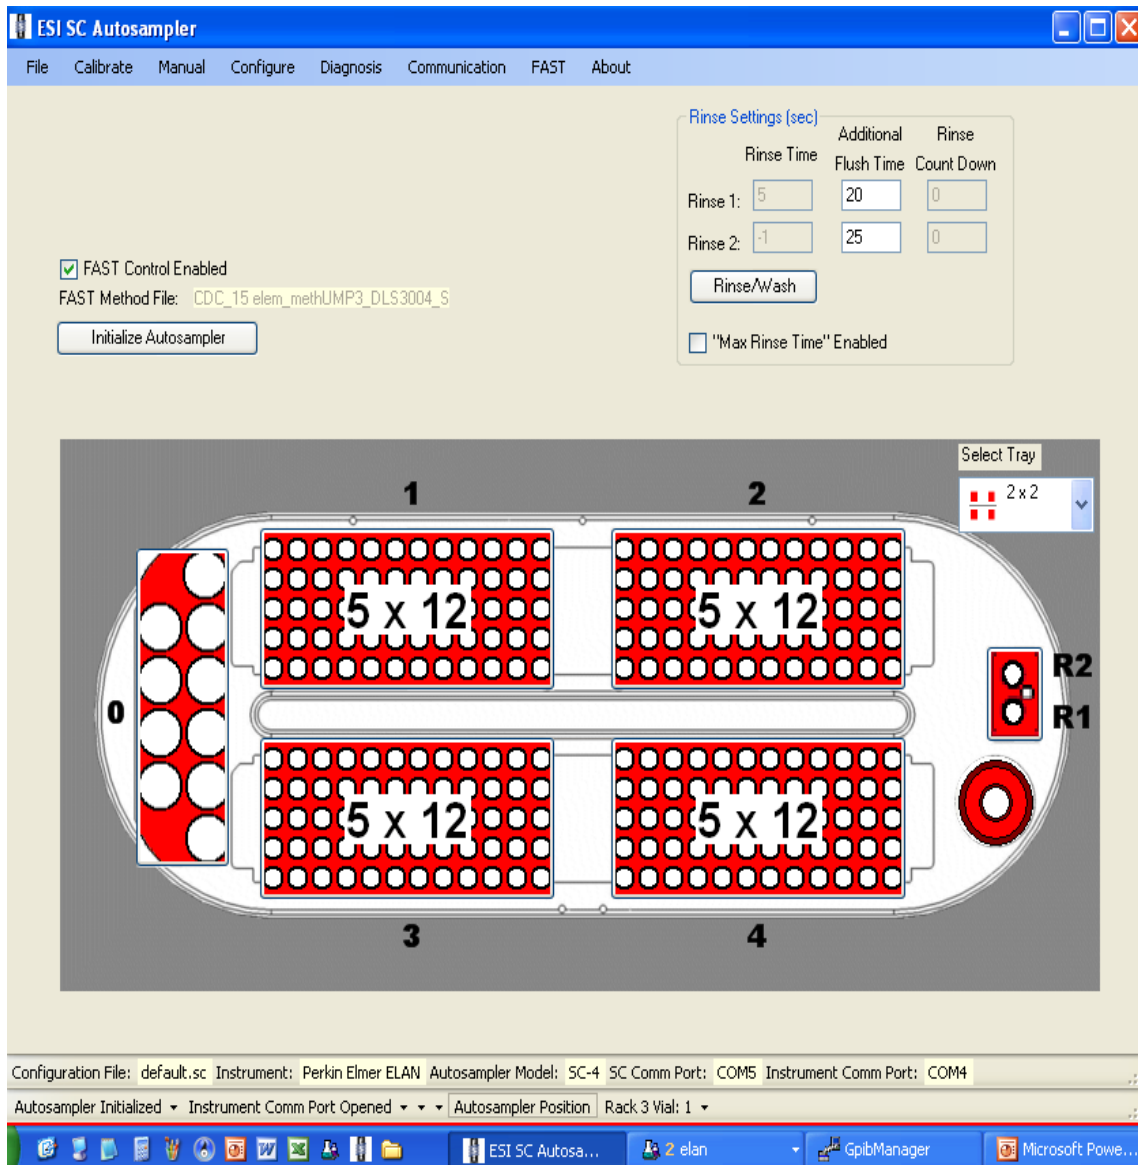 ESI SC Autosampler
File Calibrate Manual Configure Diagnosis Communication FAST About
Rinse Settings (sec)
Rinse Time Additional Flush Time Rinse Count Down
Rinse 1: 5 20 0
Rinse 2: -1 25 0
Rinse/Wash
"Max Rinse Time" Enabled
FAST Control Enabled
FAST Method File: CDC_15 elem_methUMP3_DLS3004_S
Initialize Autosampler
Select Tray
2 x 2
1 2
5 x 12 5 x 12
0
R2
R1
5 x 12 5 x 12
3 4
Configuration File: default.sc Instrument: Perkin Elmer ELAN Autosampler Model: SC-4 SC Comm Port: COM5 Instrument Comm Port: COM4
Autosampler Initialized Instrument Comm Port Opened Autosampler Position Rack 3 Vial: 1
ESI SC Autosa... 2 elan GpibManager Microsoft Powe...